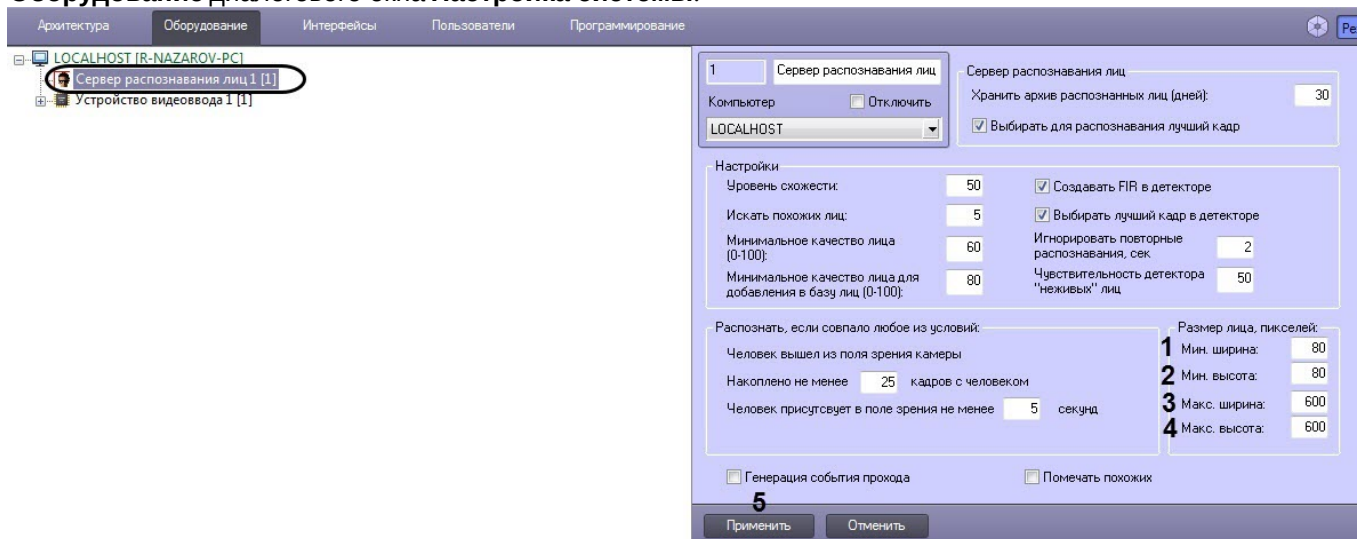 Оборудование диалогового окна Настройка системы.
Архитектура Оборудование Интерфейсы Пользователи Программирование
LOCALHOST [R-NAZAROV-PC]
Сервер распознавания лиц 1 [1]
Устройство видеоввода 1 [1]
1 Сервер распознавания лиц
Компьютер Отключить
LOCALHOST
Сервер распознавания лиц
Хранить архив распознанных лиц (дней): 30
Выбирать для распознавания лучший кадр
Настройки
Уровень схожести: 50 Создавать FIR в детекторе
Искать похожих лиц: 5 Выбирать лучший кадр в детекторе
Минимальное качество лица
(0-100): 60
Игнорировать повторные
распознавания, сек 2
Минимальное качество лица для
добавления в базу лиц (0-100): 80
Чувствительность детектора
"неживых" лиц 50
Распознать, если совпало любое из условий:
Человек вышел из поля зрения камеры
Накоплено не менее 25 кадров с человеком
Человек присутсвует в поле зрения не менее 5 секунд
Размер лица, пикселей:
1 Мин. ширина: 80
2 Мин. высота: 80
3 Макс. ширина: 600
4 Макс. высота: 600
Генерация события прохода Помечать похожих
5
Применить Отменить